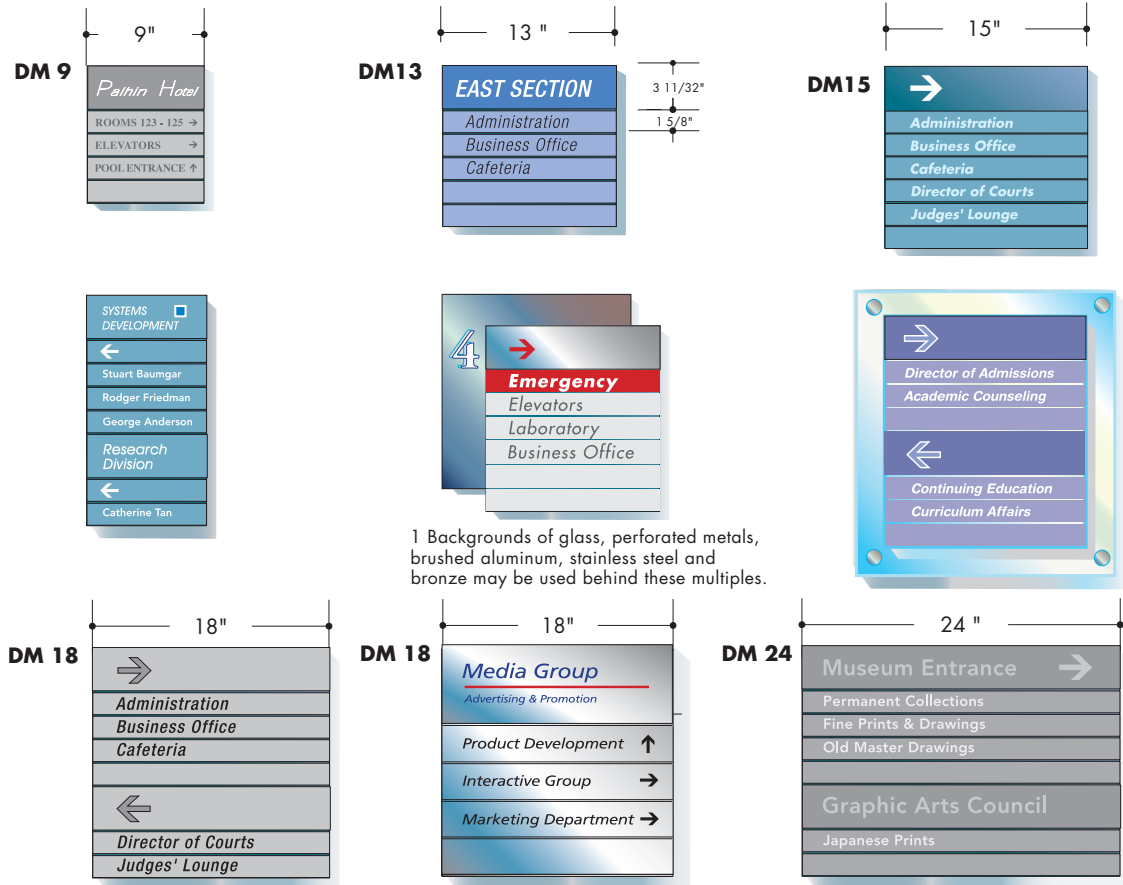 9"
DM 9
Palhin Hotel
ROOMS 123 - 125 →
ELEVATORS →
POOL ENTRANCE ↑
13 "
DM13
EAST SECTION
Administration
Business Office
Cafeteria
3 11/32"
1 5/8"
15"
DM15
→
Administration
Business Office
Cafeteria
Director of Courts
Judges' Lounge
SYSTEMS
DEVELOPMENT
←
Stuart Baumgar
Rodger Friedman
George Anderson
Research
Division
←
Catherine Tan
4
→
Emergency
Elevators
Laboratory
Business Office
1 Backgrounds of glass, perforated metals,
brushed aluminum, stainless steel and
bronze may be used behind these multiples.
→
Director of Admissions
Academic Counseling
←
Continuing Education
Curriculum Affairs
18"
DM 18
→
Administration
Business Office
Cafeteria
←
Director of Courts
Judges' Lounge
18"
DM 18
Media Group
Advertising & Promotion
Product Development ↑
Interactive Group →
Marketing Department →
24 "
DM 24
Museum Entrance →
Permanent Collections
Fine Prints & Drawings
Old Master Drawings
Graphic Arts Council
Japanese Prints